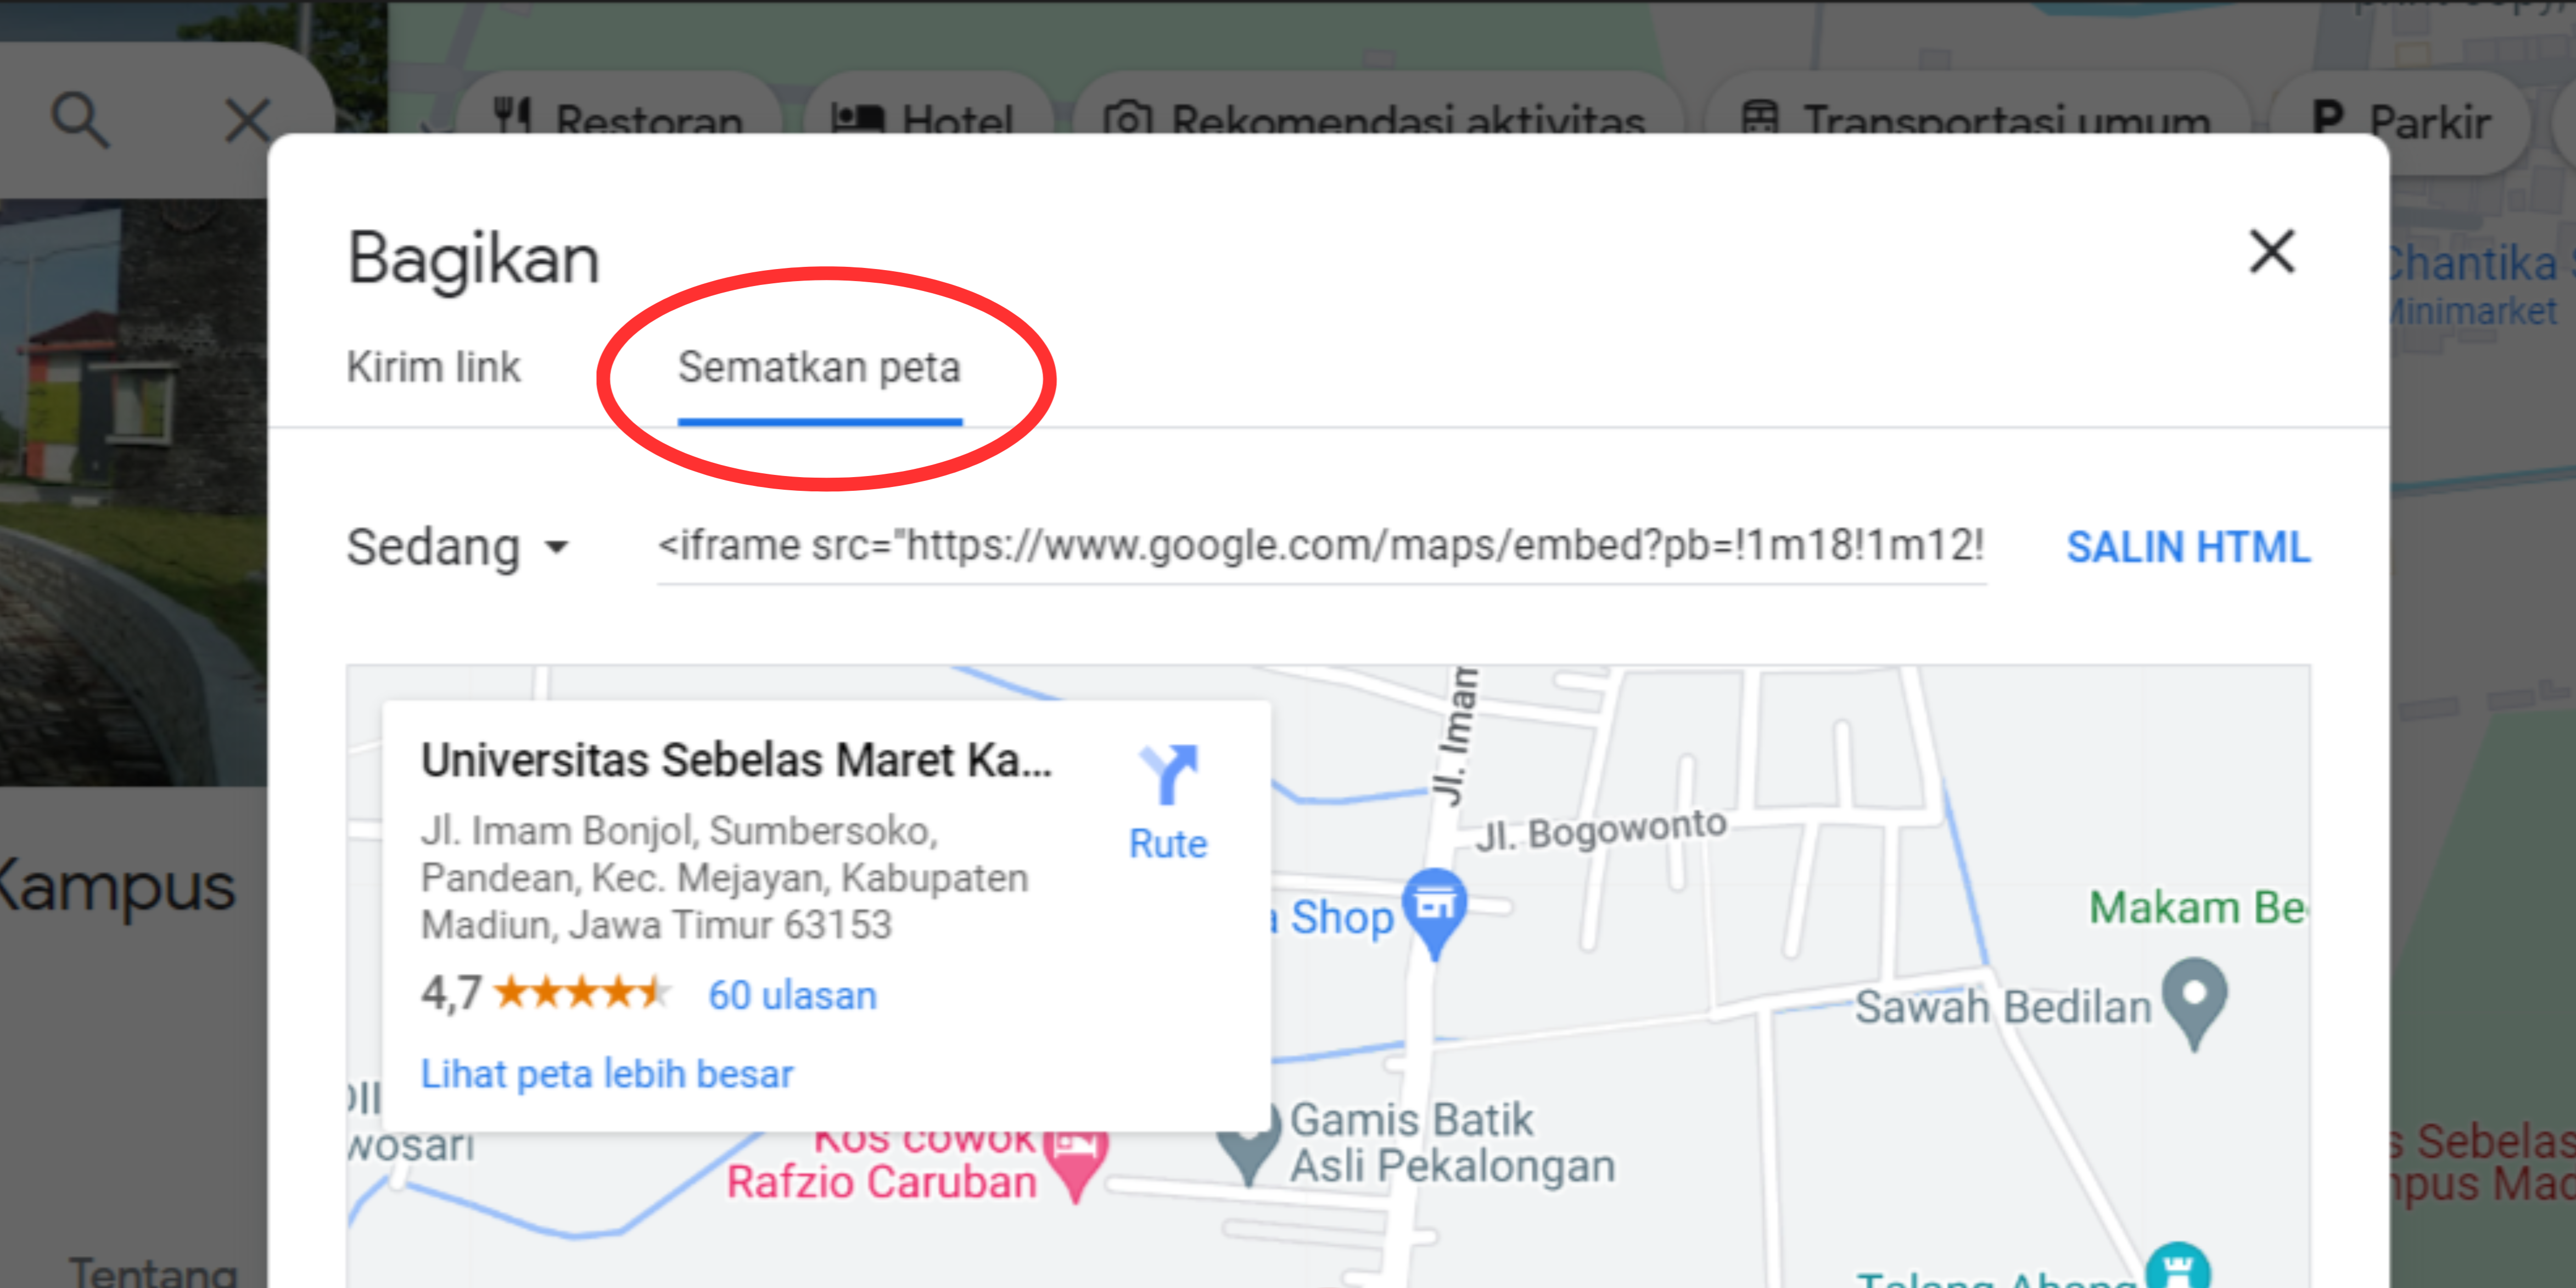 Restoran
Hotel
Rekomendasi aktivitas
Transportasi umum
P Parkir
Bagikan
Kirim link
Sematkan peta
Sedang
<iframe src="https://www.google.com/maps/embed?pb=!1m18!1m12!
SALIN HTML
Universitas Sebelas Maret Ka...
Rute
Jl. Imam Bonjol, Sumbersoko,
Pandean, Kec. Mejayan, Kabupaten
Madiun, Jawa Timur 63153
4,7
60 ulasan
Lihat peta lebih besar
Jl. Imam
Jl. Bogowonto
a Shop
Makam Be
Sawah Bedilan
Gamis Batik
Asli Pekalongan
Kos cowok
Rafzio Caruban
wosari
Chantika
Minimarket
Kampus
Tentang
s Sebelas
mpus Mad